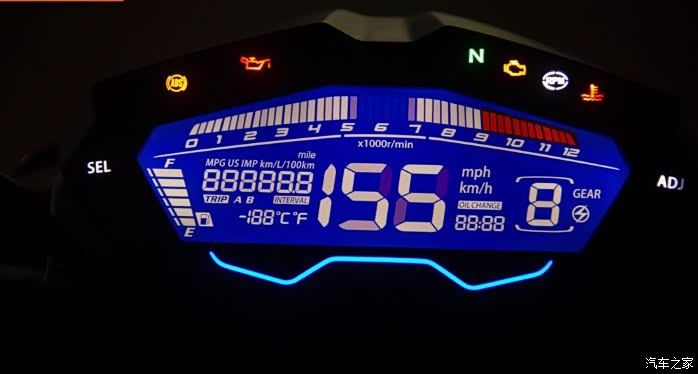 N
ABS
RPM
0 1 2 3 4 5 6 7 8 9 10 11 12
x1000r/min
SEL
F
mile
MPG US IMP km/L/100km
88888.8
TRIP A B INTERVAL
-188°C°F
E
mph
km/h
OIL CHANGE
88:88
8
GEAR
ADJ
汽车之家